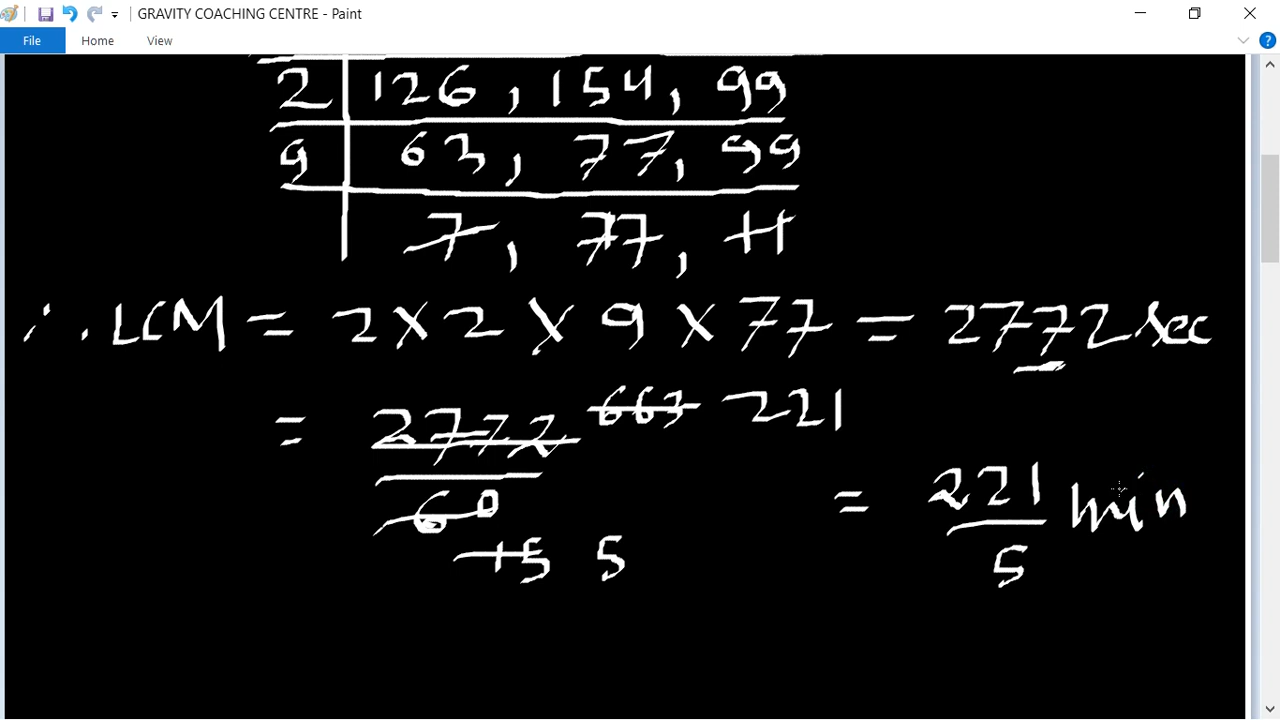 GRAVITY COACHING CENTRE - Paint
File Home View
2 | 126, 154, 99
9 | 63, 77, 99
7, 77, 11
∴ LCM = 2 × 2 × 9 × 77 = 2772 sec
= 2772 663 221
60
15 5
= 221 min
5